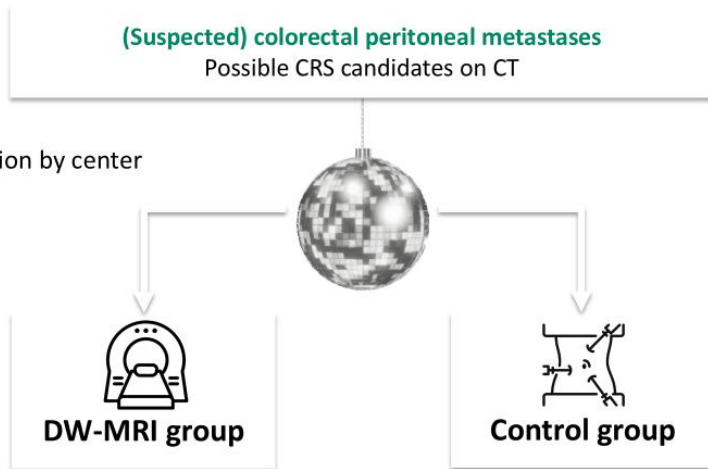 (Suspected) colorectal peritoneal metastases
Possible CRS candidates on CT
ion by center
DW-MRI group
Control group